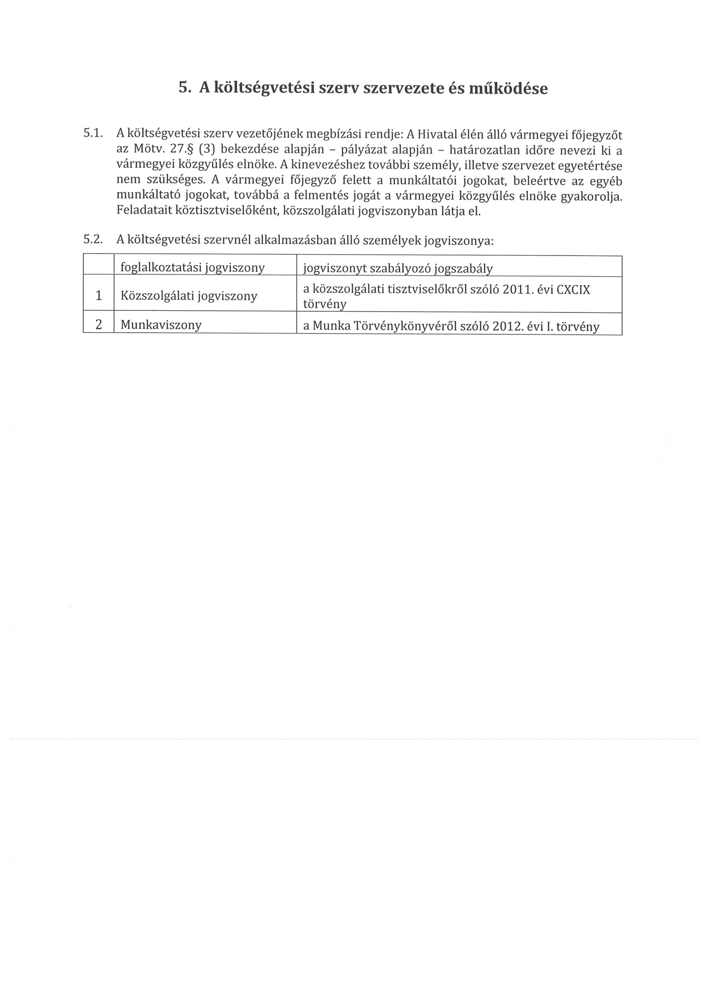 5. A költségvetési szerv szervezete és működése
5.1. A költségvetési szerv vezetőjének megbízási rendje: A Hivatal élén álló vármegyei főjegyzőt
az Mötv. 27.§ (3) bekezdése alapján – pályázat alapján – határozatlan időre nevezi ki a
vármegyei közgyűlés elnöke. A kinevezéshez további személy, illetve szervezet egyetértése
nem szükséges. A vármegyei főjegyző felett a munkáltatói jogokat, beleértve az egyéb
munkáltató jogokat, továbbá a felmentés jogát a vármegyei közgyűlés elnöke gyakorolja.
Feladatait köztisztviselőként, közszolgálati jogviszonyban látja el.
5.2. A költségvetési szervnél alkalmazásban álló személyek jogviszonya:
foglalkoztatási jogviszony jogviszonyt szabályozó jogszabály
1 Közszolgálati jogviszony a közszolgálati tisztviselőkről szóló 2011. évi CXCIX
törvény
2 Munkaviszony a Munka Törvénykönyvéről szóló 2012. évi I. törvény